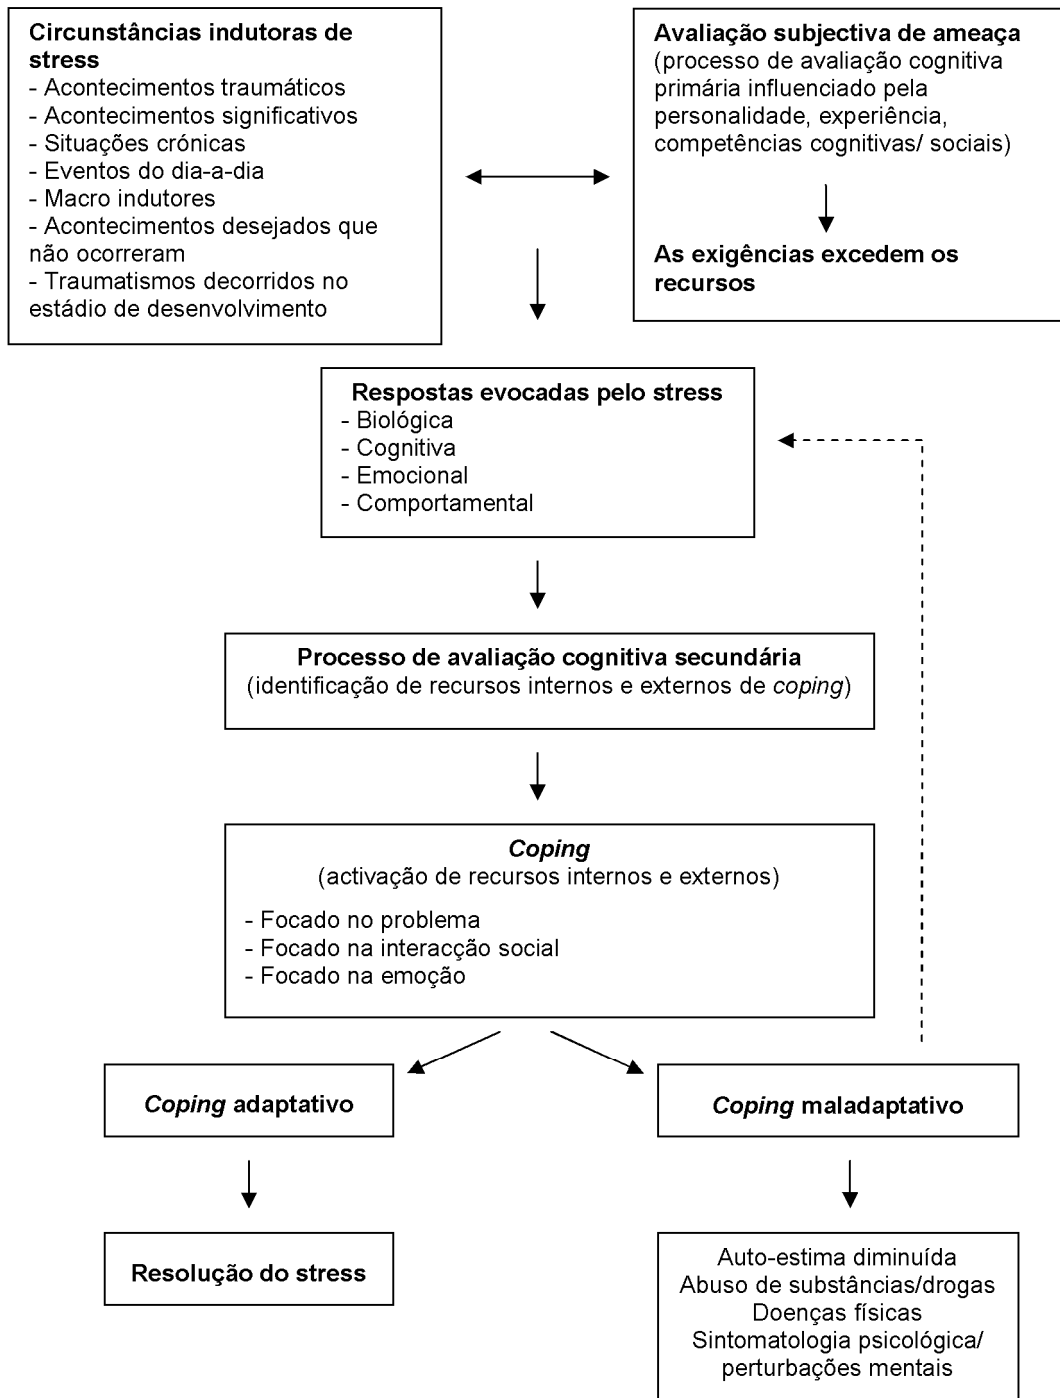 Circunstâncias indutoras de
stress
- Acontecimentos traumáticos
- Acontecimentos significativos
- Situações crónicas
- Eventos do dia-a-dia
- Macro indutores
- Acontecimentos desejados que
não ocorreram
- Traumatismos decorridos no
estádio de desenvolvimento
Avaliação subjectiva de ameaça
(processo de avaliação cognitiva
primária influenciado pela
personalidade, experiência,
competências cognitivas/ sociais)
As exigências excedem os
recursos
Respostas evocadas pelo stress
- Biológica
- Cognitiva
- Emocional
- Comportamental
Processo de avaliação cognitiva secundária
(identificação de recursos internos e externos de coping)
Coping
(activação de recursos internos e externos)
- Focado no problema
- Focado na interacção social
- Focado na emoção
Coping adaptativo
Coping maladaptativo
Resolução do stress
Auto-estima diminuída
Abuso de substâncias/drogas
Doenças físicas
Sintomatologia psicológica/
perturbações mentais